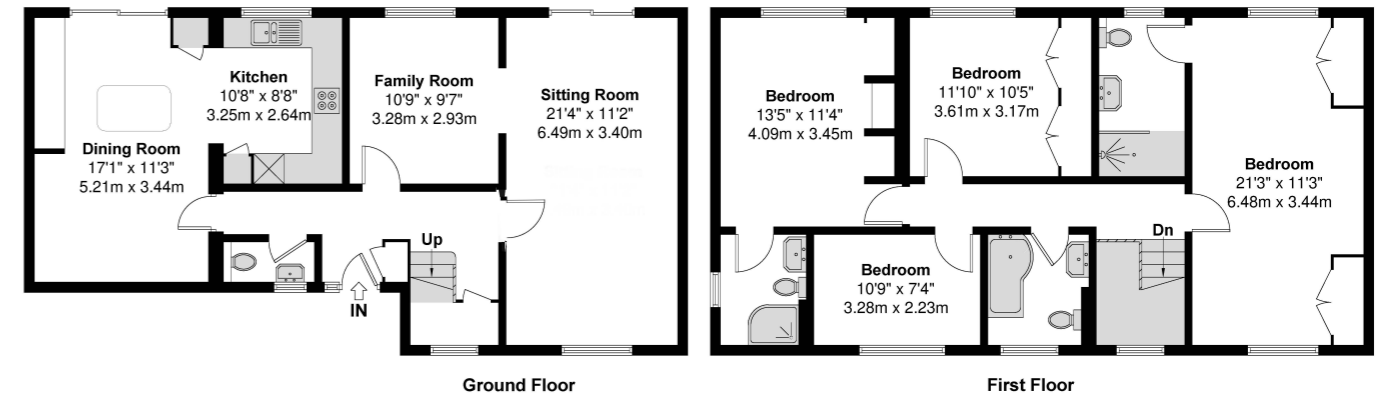 Kitchen
10'8" x 8'8"
3.25m x 2.64m
Family Room
10'9" x 9'7"
3.28m x 2.93m
Sitting Room
21'4" x 11'2"
6.49m x 3.40m
Dining Room
17'1" x 11'3"
5.21m x 3.44m
Up
IN
Ground Floor
Bedroom
13'5" x 11'4"
4.09m x 3.45m
Bedroom
11'10" x 10'5"
3.61m x 3.17m
Bedroom
21'3" x 11'3"
6.48m x 3.44m
Dn
Bedroom
10'9" x 7'4"
3.28m x 2.23m
First Floor